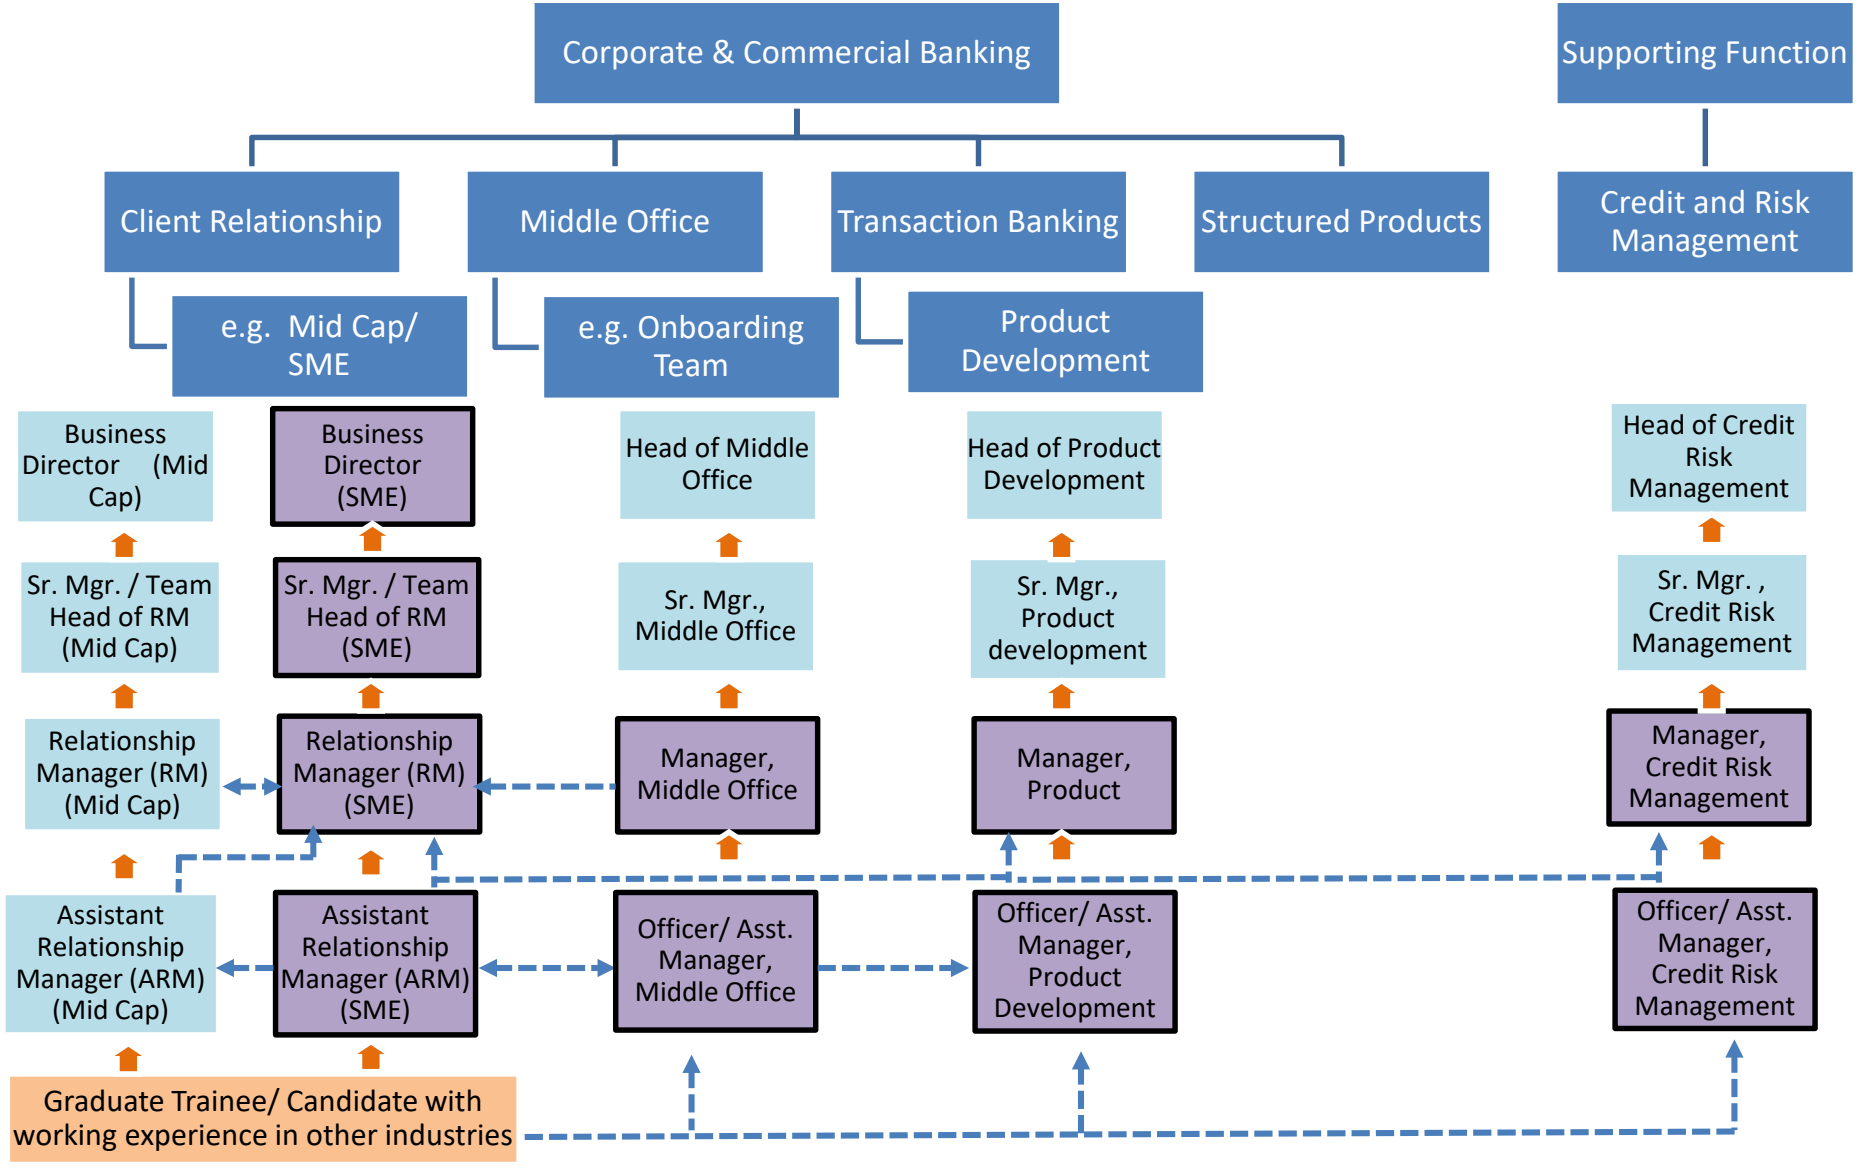 Corporate & Commercial Banking
Supporting Function
Client Relationship
Middle Office
Transaction Banking
Structured Products
Credit and Risk
Management
e.g.  Mid Cap/
SME
e.g. Onboarding
Team
Product
Development
Business
Director    (Mid
Cap)
Business
Director
(SME)
Head of Middle
Office
Head of Product
Development
Head of Credit
Risk
Management
Sr. Mgr. / Team
Head of RM
(Mid Cap)
Sr. Mgr. / Team
Head of RM
(SME)
Sr. Mgr.,
Middle Office
Sr. Mgr.,
Product
development
Sr. Mgr. ,
Credit Risk
Management
Relationship
Manager (RM)
(Mid Cap)
Relationship
Manager (RM)
(SME)
Manager,
Middle Office
Manager,
Product
Manager,
Credit Risk
Management
Assistant
Relationship
Manager (ARM)
(Mid Cap)
Assistant
Relationship
Manager (ARM)
(SME)
Officer/ Asst.
Manager,
Middle Office
Officer/ Asst.
Manager,
Product
Development
Officer/ Asst.
Manager,
Credit Risk
Management
Graduate Trainee/ Candidate with
working experience in other industries